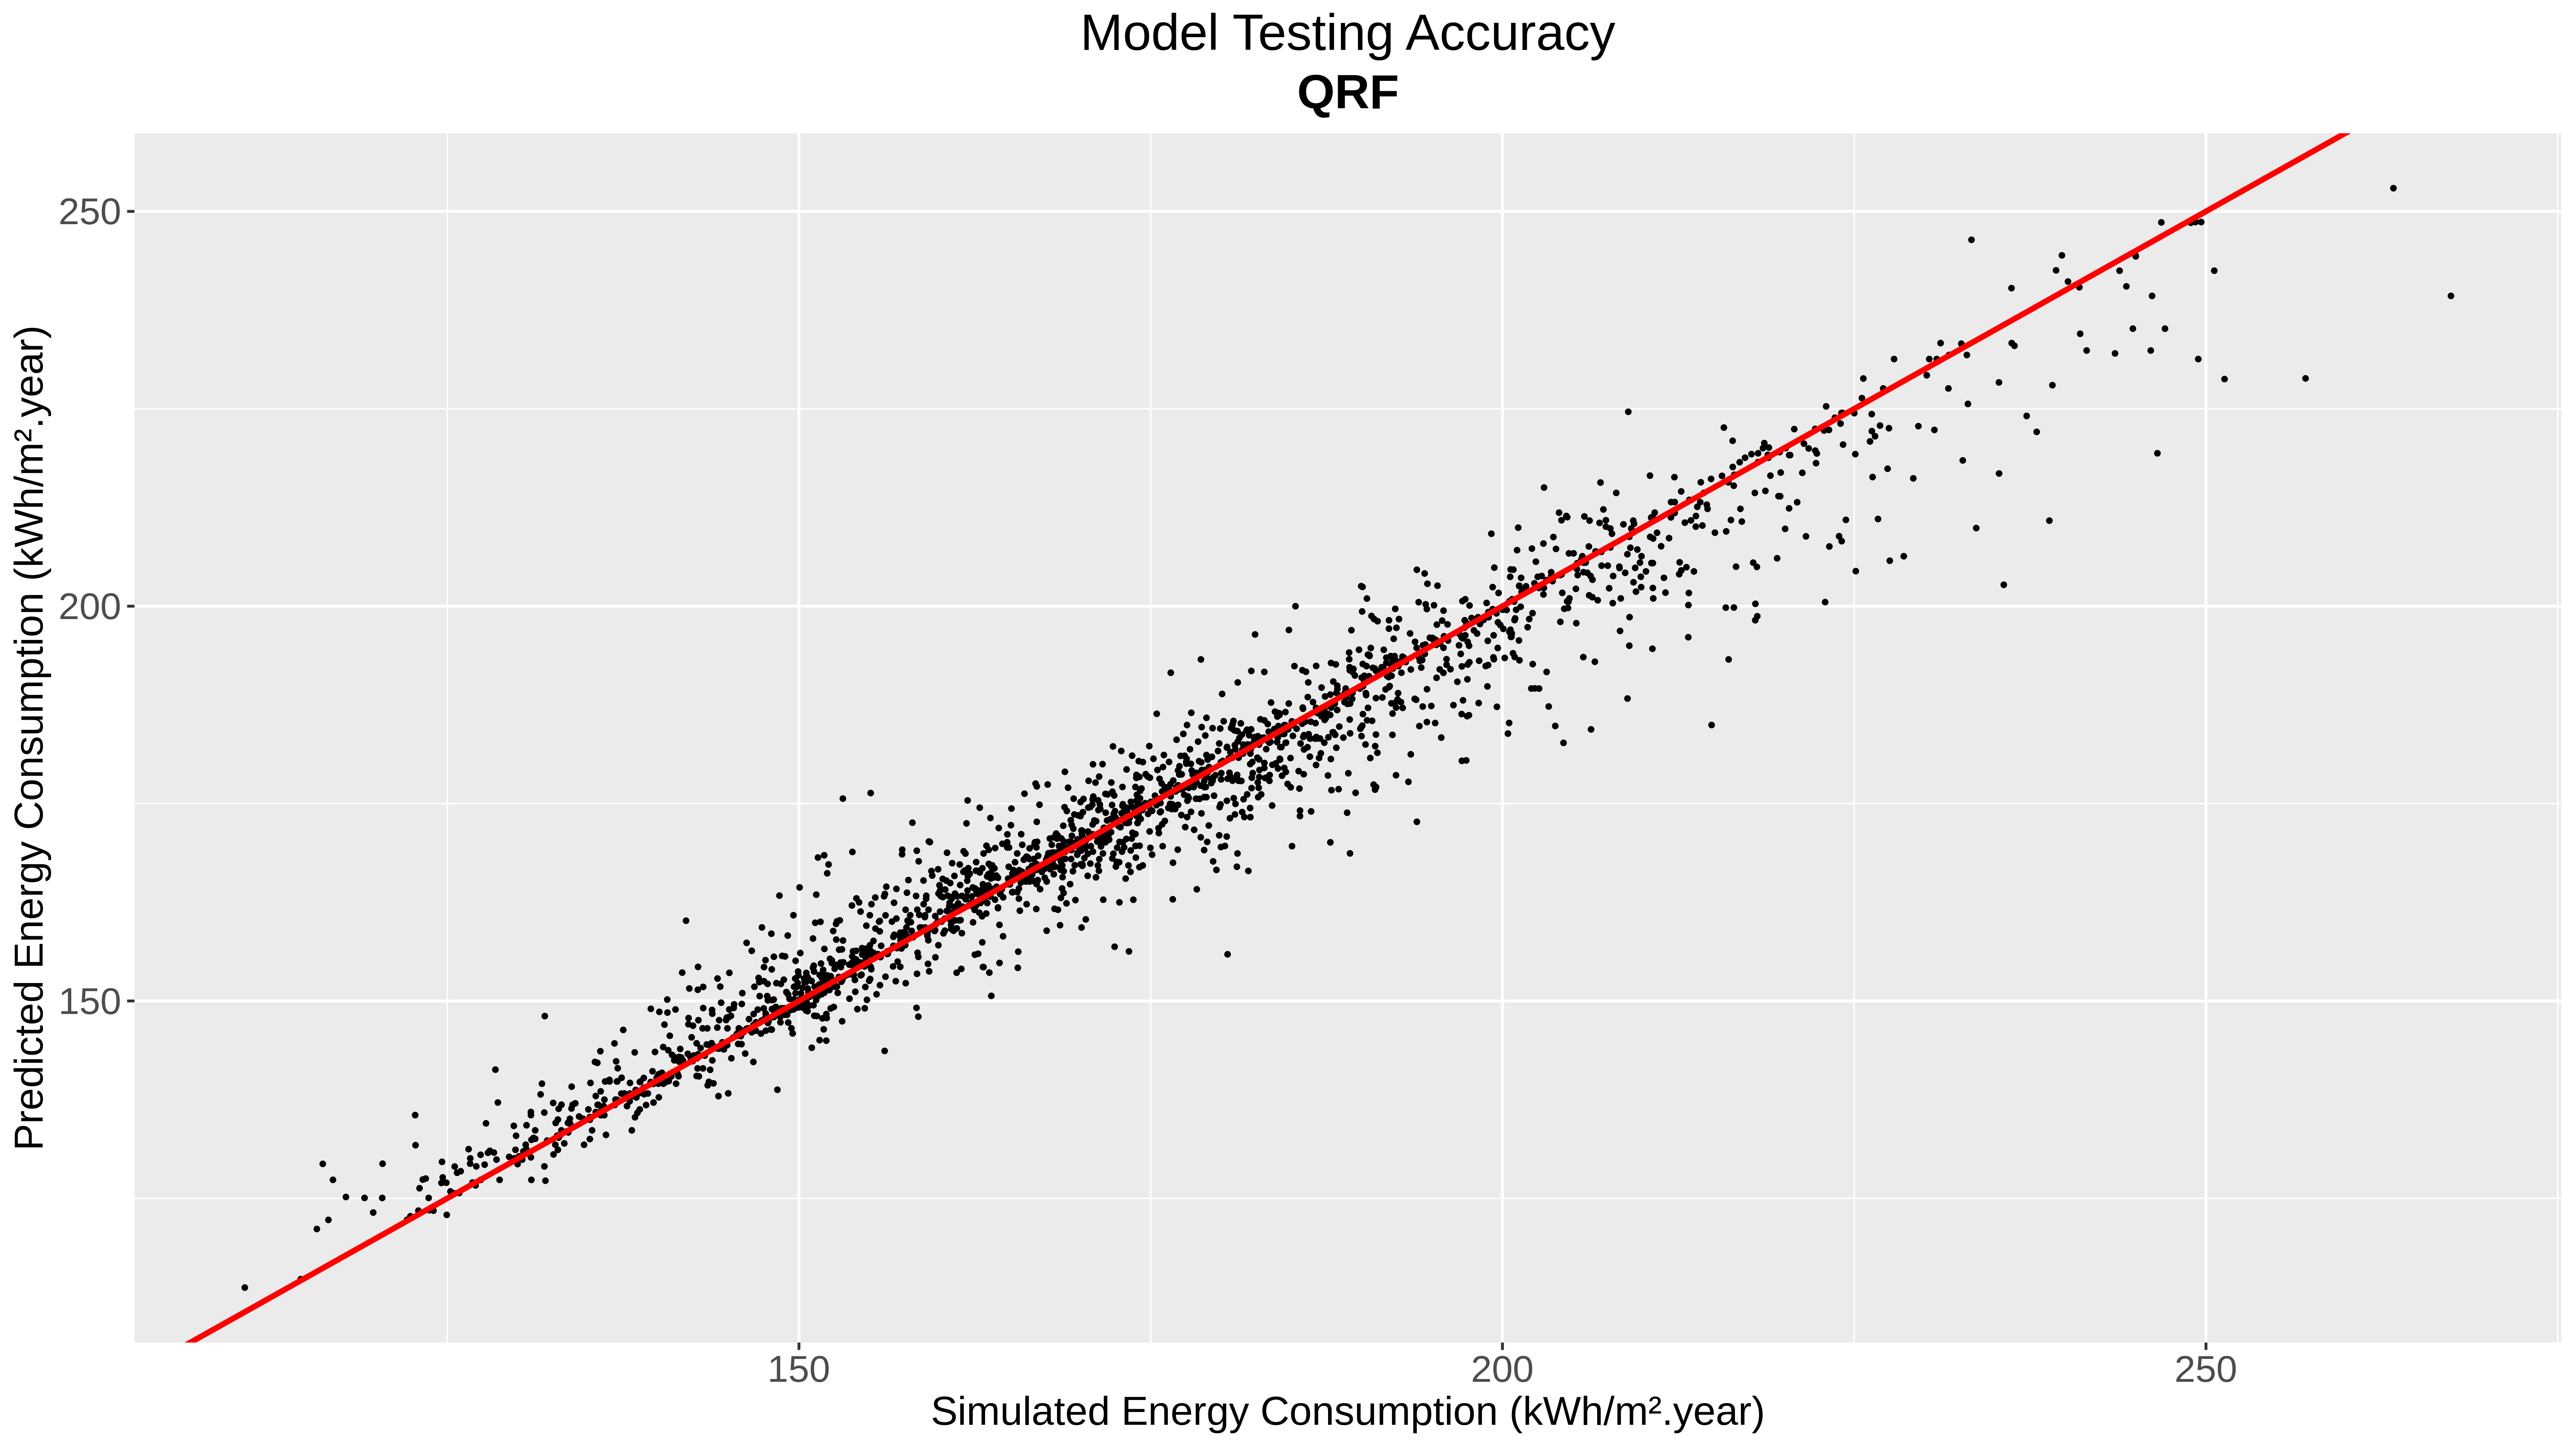 Model Testing Accuracy
QRF
Predicted Energy Consumption (kWh/m².year)
250
200
150
150 200 250
Simulated Energy Consumption (kWh/m².year)